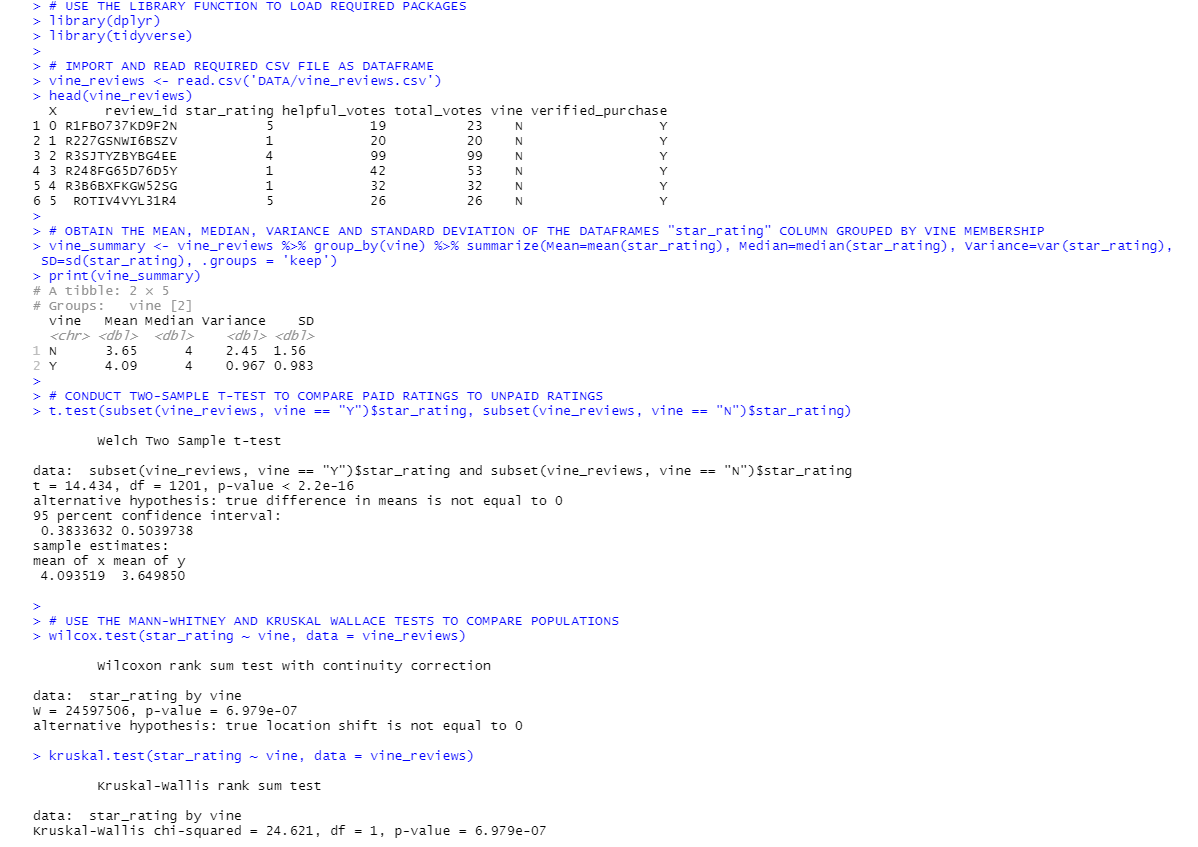 > # USE THE LIBRARY FUNCTION TO LOAD REQUIRED PACKAGES
> library(dplyr)
> library(tidyverse)
>
> # IMPORT AND READ REQUIRED CSV FILE AS DATAFRAME
> vine_reviews <- read.csv('DATA/vine_reviews.csv')
> head(vine_reviews)
  X      review_id star_rating helpful_votes total_votes vine verified_purchase
1 0 R1FBO737KD9F2N           5            19          23    N                 Y
2 1 R227GSNWI6BSZV           1            20          20    N                 Y
3 2 R3SJTYZBYBG4EE           4            99          99    N                 Y
4 3 R248FG65D76D5Y           1            42          53    N                 Y
5 4 R3B6BXFKGW52SG           1            32          32    N                 Y
6 5  ROTIV4VYL31R4           5            26          26    N                 Y
>
> # OBTAIN THE MEAN, MEDIAN, VARIANCE AND STANDARD DEVIATION OF THE DATAFRAMES "star_rating" COLUMN GROUPED BY VINE MEMBERSHIP
> vine_summary <- vine_reviews %>% group_by(vine) %>% summarize(Mean=mean(star_rating), Median=median(star_rating), Variance=var(star_rating),
 SD=sd(star_rating), .groups = 'keep')
> print(vine_summary)
# A tibble: 2 × 5
# Groups:   vine [2]
  vine   Mean Median Variance    SD
  <chr> <dbl>  <dbl>    <dbl> <dbl>
1 N      3.65      4    2.45  1.56
2 Y      4.09      4    0.967 0.983
>
> # CONDUCT TWO-SAMPLE T-TEST TO COMPARE PAID RATINGS TO UNPAID RATINGS
> t.test(subset(vine_reviews, vine == "Y")$star_rating, subset(vine_reviews, vine == "N")$star_rating)
        Welch Two Sample t-test
data:  subset(vine_reviews, vine == "Y")$star_rating and subset(vine_reviews, vine == "N")$star_rating
t = 14.434, df = 1201, p-value < 2.2e-16
alternative hypothesis: true difference in means is not equal to 0
95 percent confidence interval:
 0.3833632 0.5039738
sample estimates:
mean of x mean of y
 4.093519  3.649850
>
> # USE THE MANN-WHITNEY AND KRUSKAL WALLACE TESTS TO COMPARE POPULATIONS
> wilcox.test(star_rating ~ vine, data = vine_reviews)
        Wilcoxon rank sum test with continuity correction
data:  star_rating by vine
W = 24597506, p-value = 6.979e-07
alternative hypothesis: true location shift is not equal to 0
> kruskal.test(star_rating ~ vine, data = vine_reviews)
        Kruskal-Wallis rank sum test
data:  star_rating by vine
Kruskal-Wallis chi-squared = 24.621, df = 1, p-value = 6.979e-07